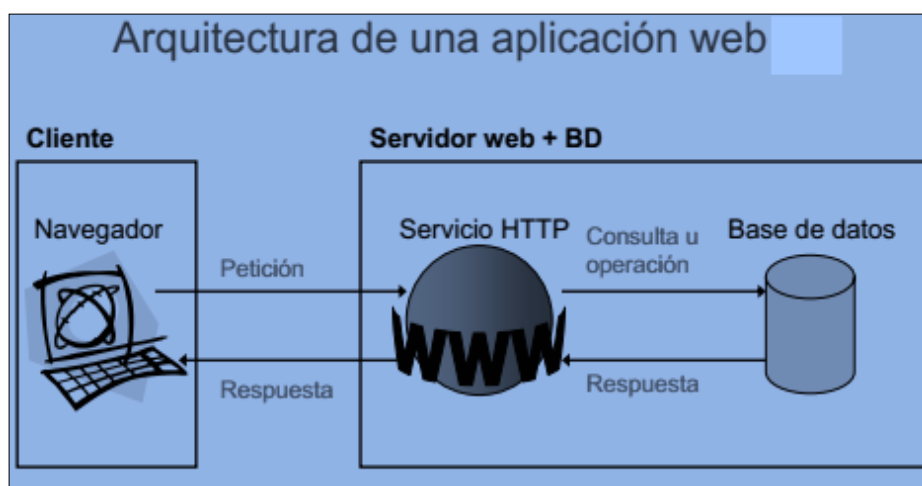 Arquitectura de una aplicación web
Cliente
Servidor web + BD
Navegador
Servicio HTTP
Consulta u
operación
Base de datos
Petición
WWW
Respuesta
Respuesta